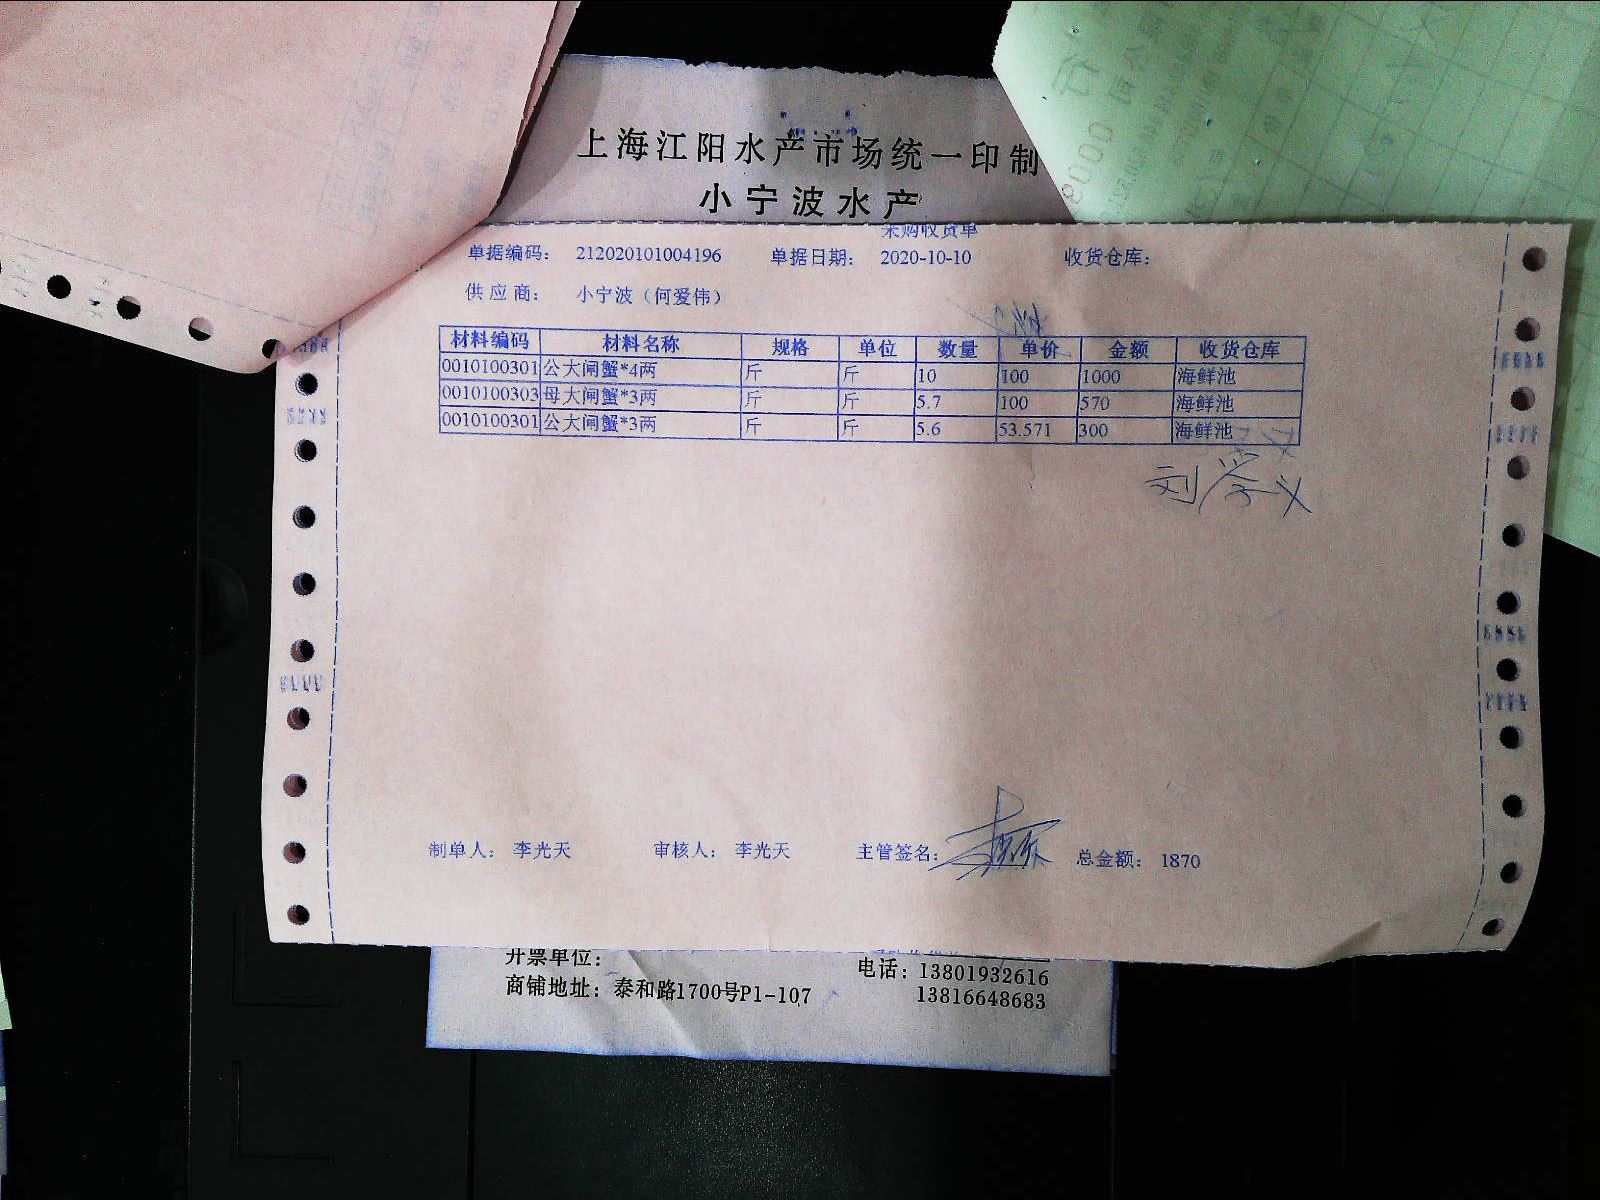 上海江阳水产市场统一印制
小宁波水产
采购收货单
单据编码： 212020101004196 单据日期： 2020-10-10 收货仓库：
供应商： 小宁波（何爱伟）
材料编码 材料名称 规格 单位 数量 单价 金额 收货仓库
0010100301 公大闸蟹*4两 斤 斤 10 100 1000 海鲜池
0010100303 母大闸蟹*3两 斤 斤 5.7 100 570 海鲜池
0010100301 公大闸蟹*3两 斤 斤 5.6 53.571 300 海鲜池
刘学义
制单人： 李光天 审核人： 李光天 主管签名： 总金额： 1870
开票单位：
电话：13801932616
商铺地址：泰和路1700号P1-107
13816648683